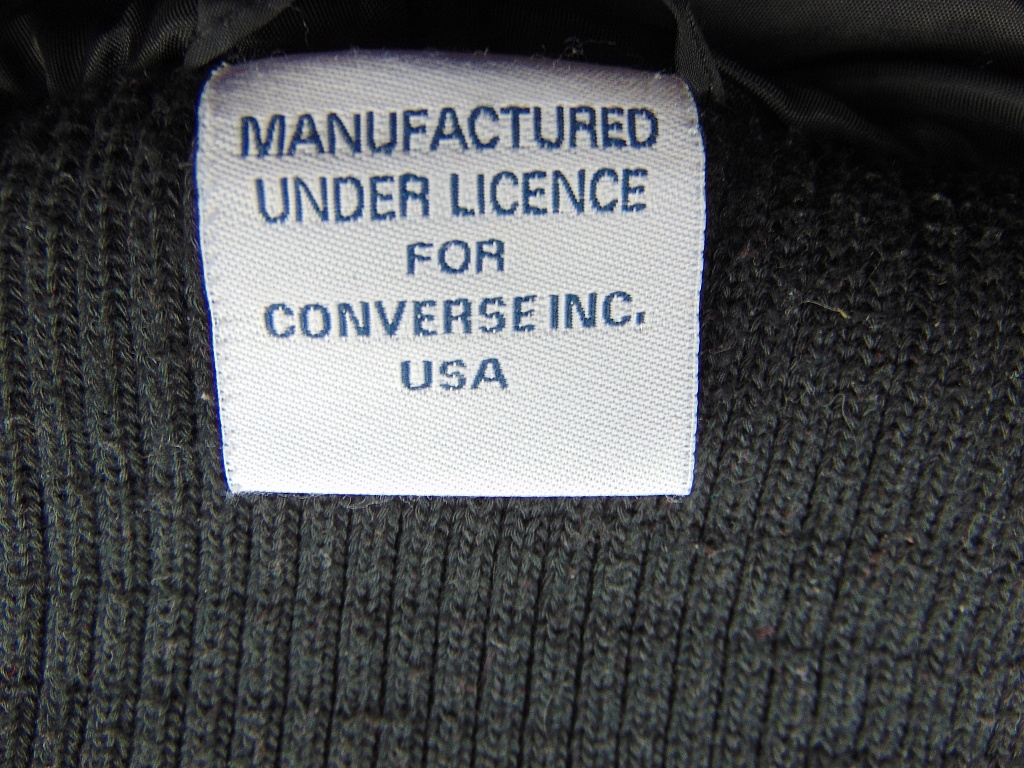 MANUFACTURED
UNDER LICENCE
FOR
CONVERSE INC.
USA